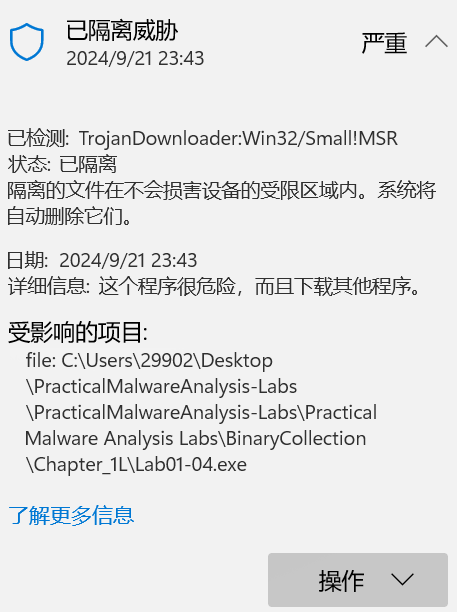 已隔离威胁
2024/9/21 23:43
严重
已检测: TrojanDownloader:Win32/Small!MSR
状态: 已隔离
隔离的文件在不会损害设备的受限区域内。系统将
自动删除它们。
日期: 2024/9/21 23:43
详细信息: 这个程序很危险，而且下载其他程序。
受影响的项目:
file: C:\Users\29902\Desktop
\PracticalMalwareAnalysis-Labs
\PracticalMalwareAnalysis-Labs\Practical
Malware Analysis Labs\BinaryCollection
\Chapter_1L\Lab01-04.exe
了解更多信息
操作